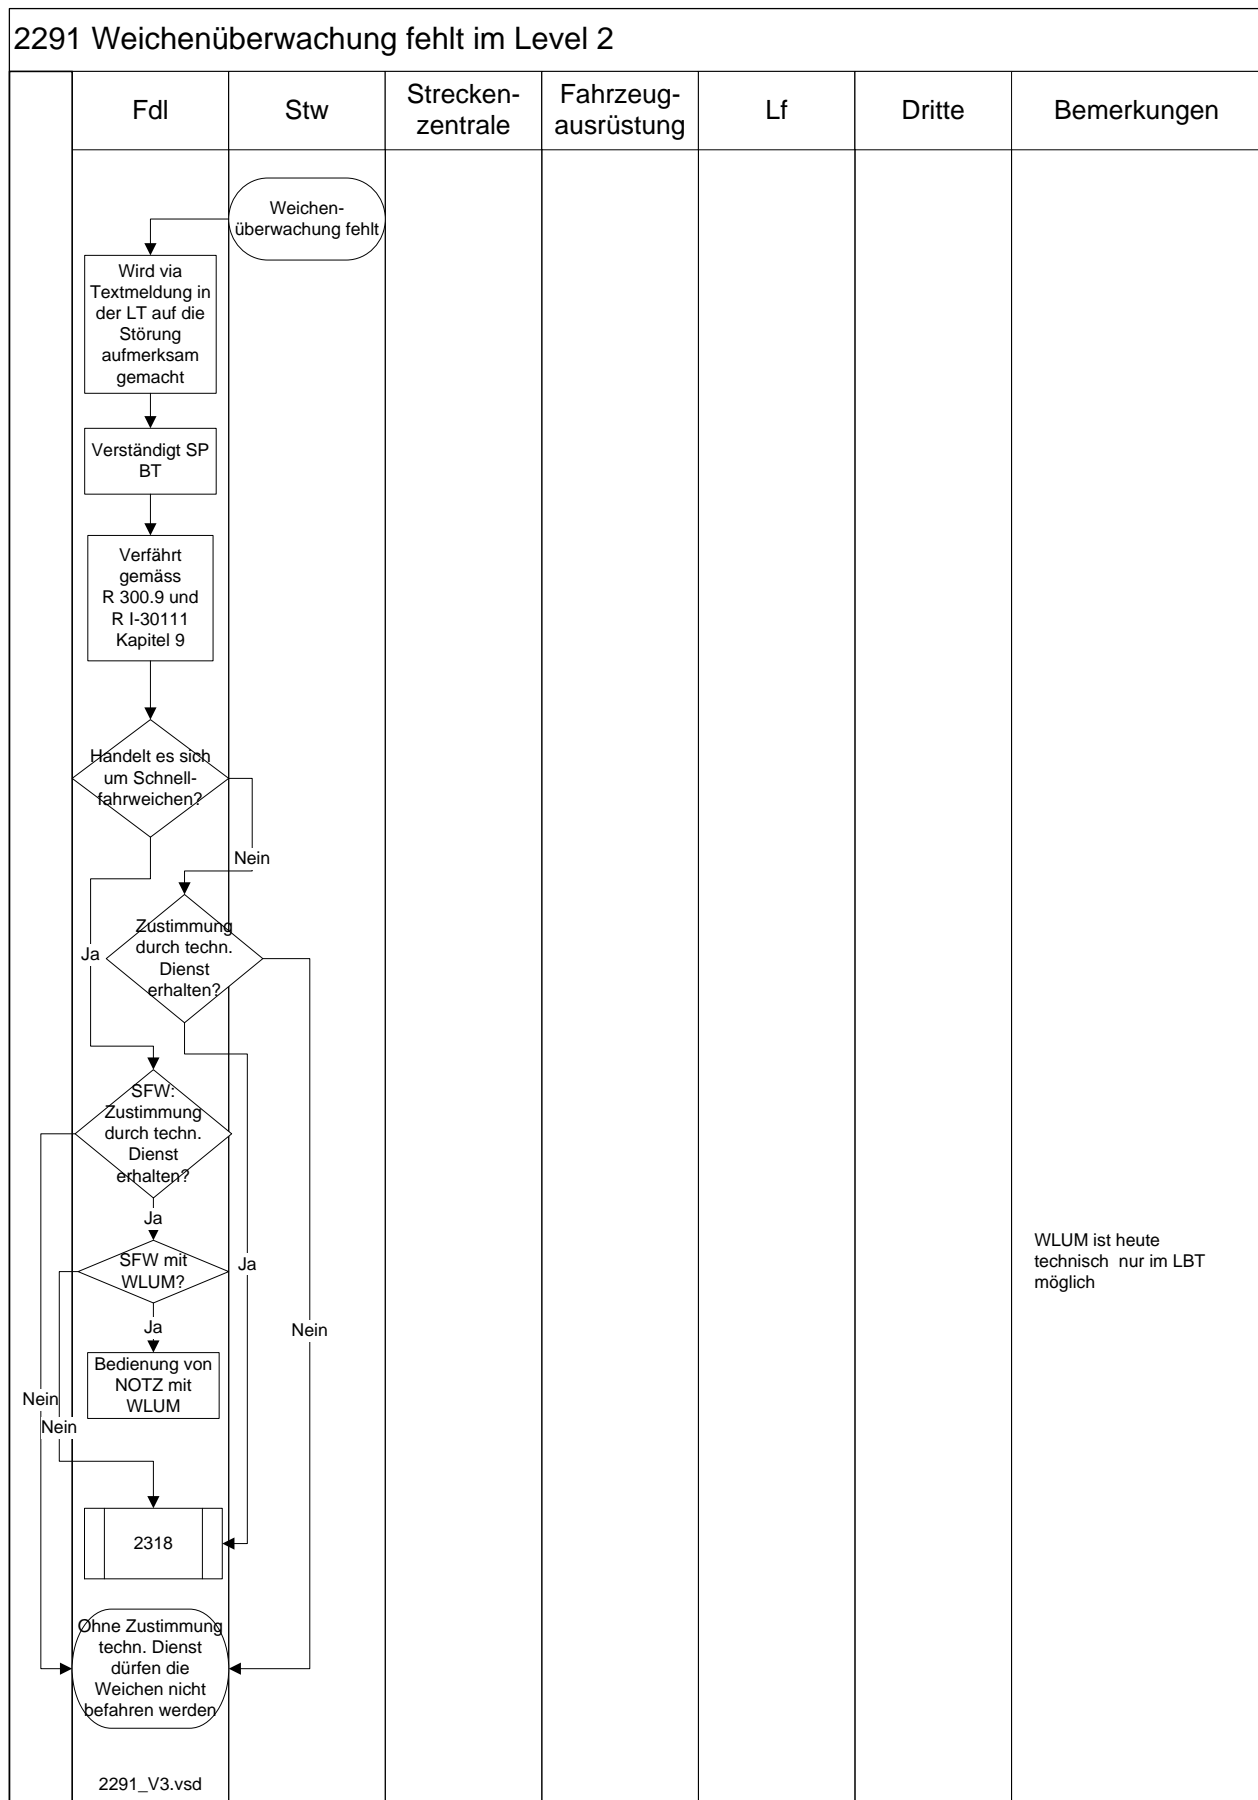 2291 Weichenüberwachung fehlt im Level 2
Fdl
Stw
Strecken-
zentrale
Fahrzeug-
ausrüstung
Lf
Dritte
Bemerkungen
Weichen-
überwachung fehlt
Wird via
Textmeldung in
der LT auf die
Störung
aufmerksam
gemacht
Verständigt SP
BT
Verfährt
gemäss
R 300.9 und
R I-30111
Kapitel 9
Handelt es sich
um Schnell-
fahrweichen?
Nein
Ja
Zustimmung
durch techn.
Dienst
erhalten?
SFW:
Zustimmung
durch techn.
Dienst
erhalten?
Ja
SFW mit
WLUM?
Ja
WLUM ist heute
technisch  nur im LBT
möglich
Ja
Nein
Bedienung von
NOTZ mit
WLUM
Nein
Nein
2318
Ohne Zustimmung
techn. Dienst
dürfen die
Weichen nicht
befahren werden
2291_V3.vsd